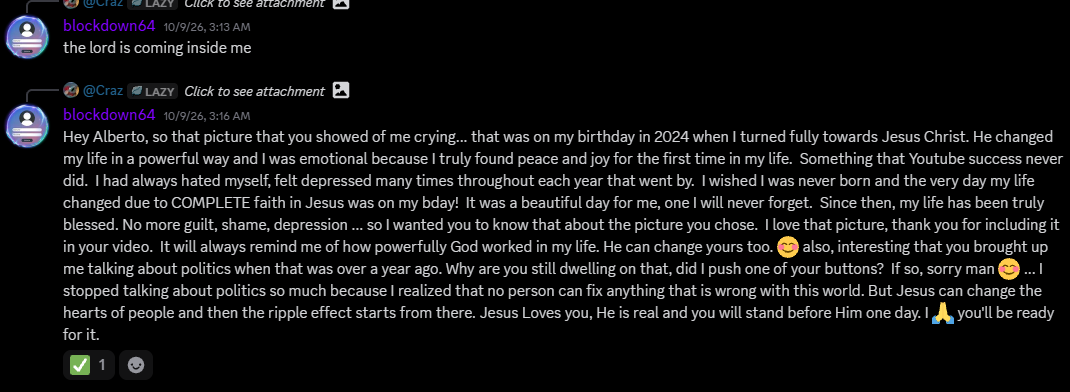 @Craz LAZY Click to see attachment
blockdown64 10/9/26, 3:13 AM
the lord is coming inside me
@Craz LAZY Click to see attachment
blockdown64 10/9/26, 3:16 AM
Hey Alberto, so that picture that you showed of me crying... that was on my birthday in 2024 when I turned fully towards Jesus Christ. He changed
my life in a powerful way and I was emotional because I truly found peace and joy for the first time in my life.  Something that Youtube success never
did.  I had always hated myself, felt depressed many times throughout each year that went by.  I wished I was never born and the very day my life
changed due to COMPLETE faith in Jesus was on my bday!  It was a beautiful day for me, one I will never forget.  Since then, my life has been truly
blessed. No more guilt, shame, depression ... so I wanted you to know that about the picture you chose.  I love that picture, thank you for including it
in your video.  It will always remind me of how powerfully God worked in my life. He can change yours too. 😊 also, interesting that you brought up
me talking about politics when that was over a year ago. Why are you still dwelling on that, did I push one of your buttons?  If so, sorry man 😊 ... I
stopped talking about politics so much because I realized that no person can fix anything that is wrong with this world. But Jesus can change the
hearts of people and then the ripple effect starts from there. Jesus Loves you, He is real and you will stand before Him one day. I 🙏 you'll be ready
for it.
✅ 1